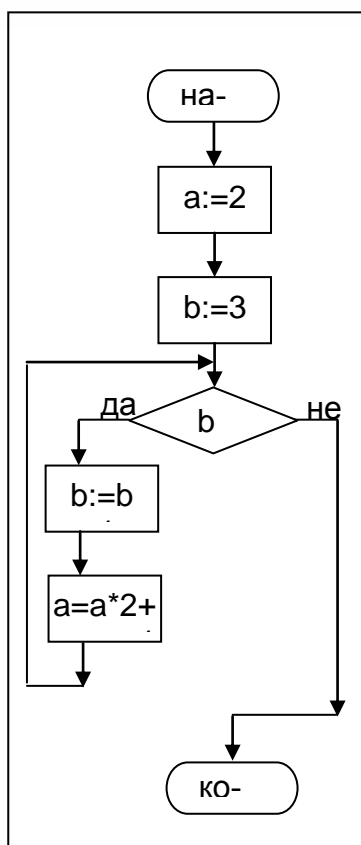 на-
a:=2
b:=3
да
не
b
b:=b
a=a*2+
ко-